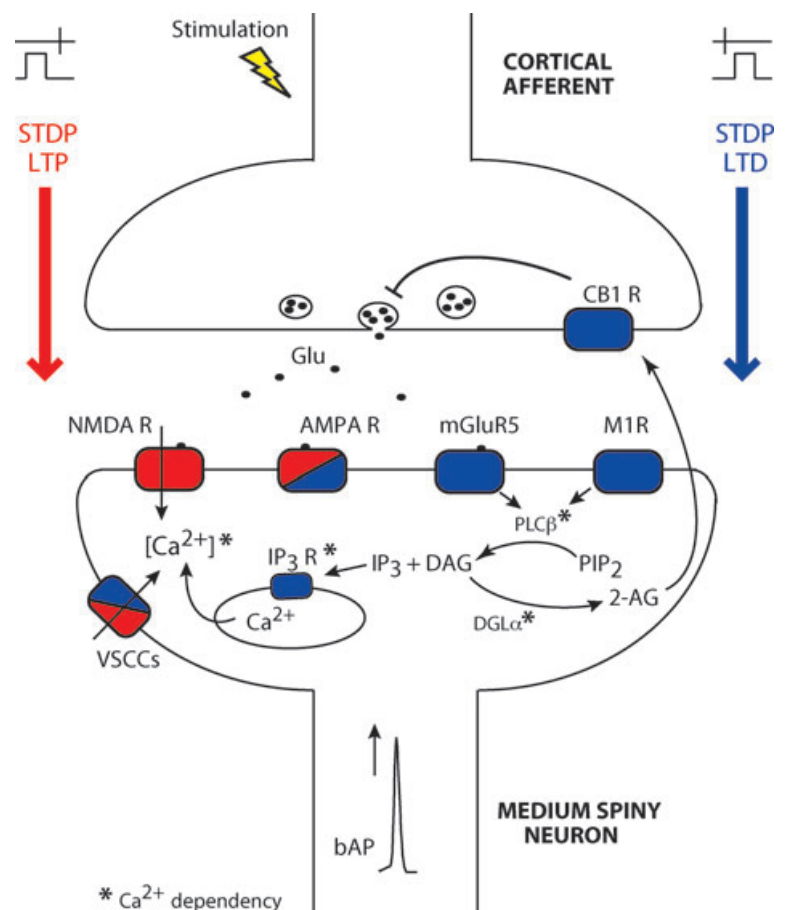 Stimulation
CORTICAL
AFFERENT
STDP
LTP
STDP
LTD
CB1 R
Glu
NMDA R
AMPA R
mGluR5
M1R
[Ca²⁺]*
PLCβ*
IP₃ R *
IP₃ + DAG
PIP₂
Ca²⁺
2-AG
DGLα*
VSCCs
MEDIUM SPINY
NEURON
bAP
* Ca²⁺ dependency